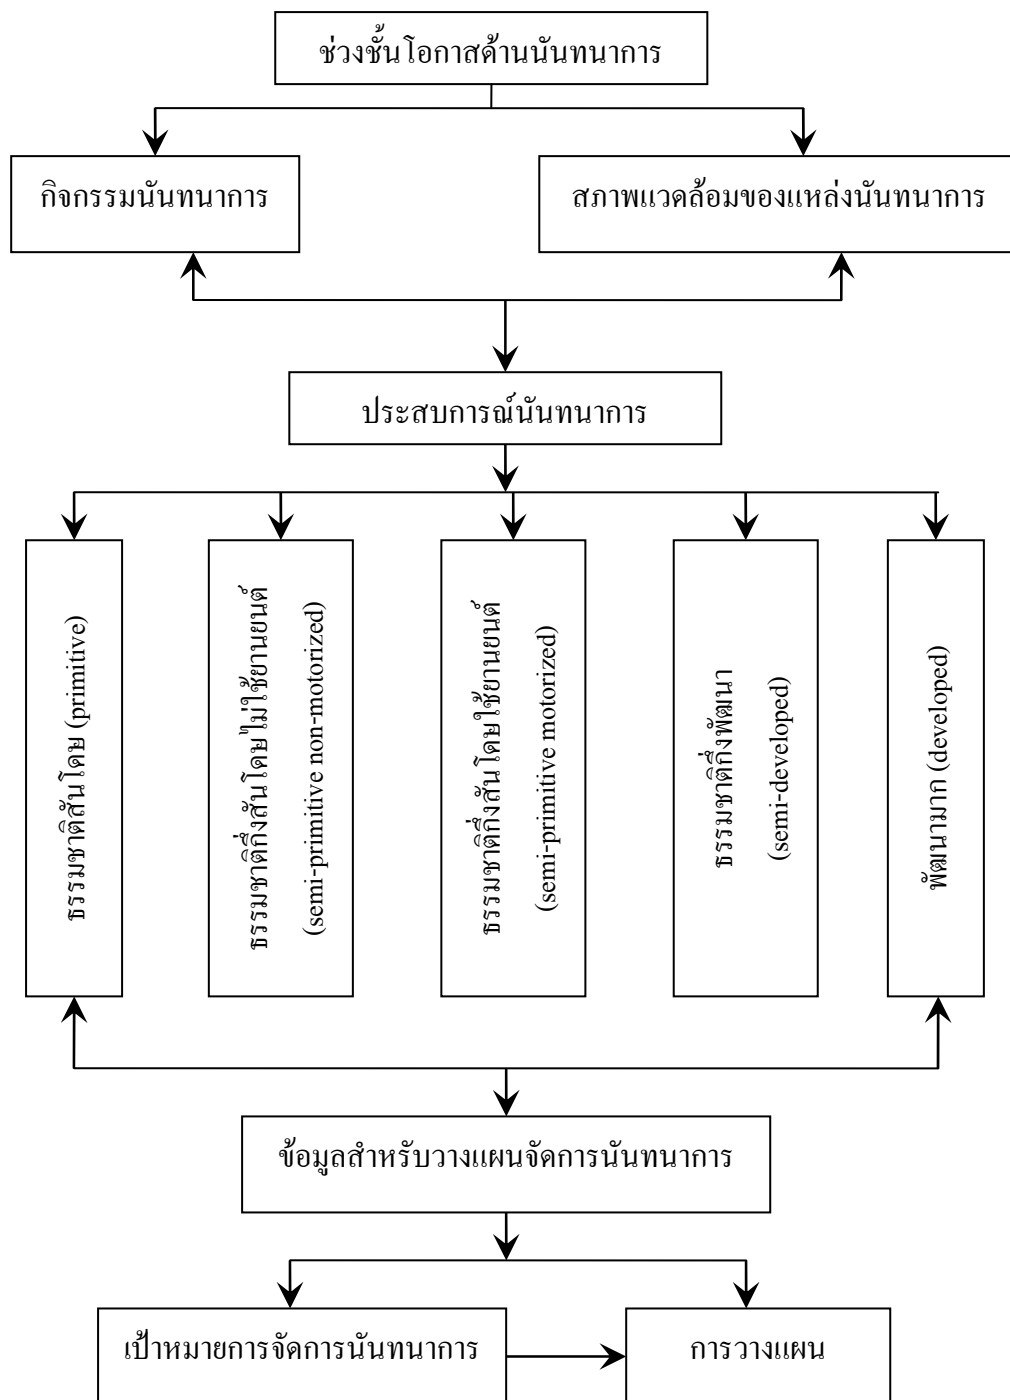 ช่วงชั้นโอกาสด้านนันทนาการ
กิจกรรมนันทนาการ
สภาพแวดล้อมของแหล่งนันทนาการ
ประสบการณ์นันทนาการ
ธรรมชาติสันโดษ (primitive)
ธรรมชาติกึ่งสันโดษไม่ใช้ยานยนต์
(semi-primitive non-motorized)
ธรรมชาติกึ่งสันโดษใช้ยานยนต์
(semi-primitive motorized)
ธรรมชาติกึ่งพัฒนา
(semi-developed)
พัฒนามาก (developed)
ข้อมูลสำหรับวางแผนจัดการนันทนาการ
เป้าหมายการจัดการนันทนาการ
การวางแผน